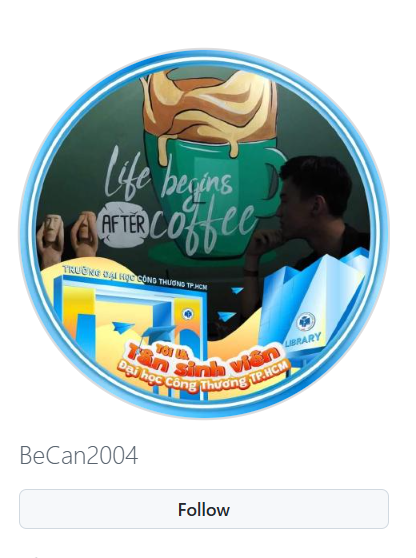 Life begins
AFTER coffee
TRƯỜNG ĐẠI HỌC CÔNG THƯƠNG TP.HCM
LIBRARY
TÔI LÀ
Tân sinh viên
Đại học Công Thương TP.HCM
BeCan2004
Follow